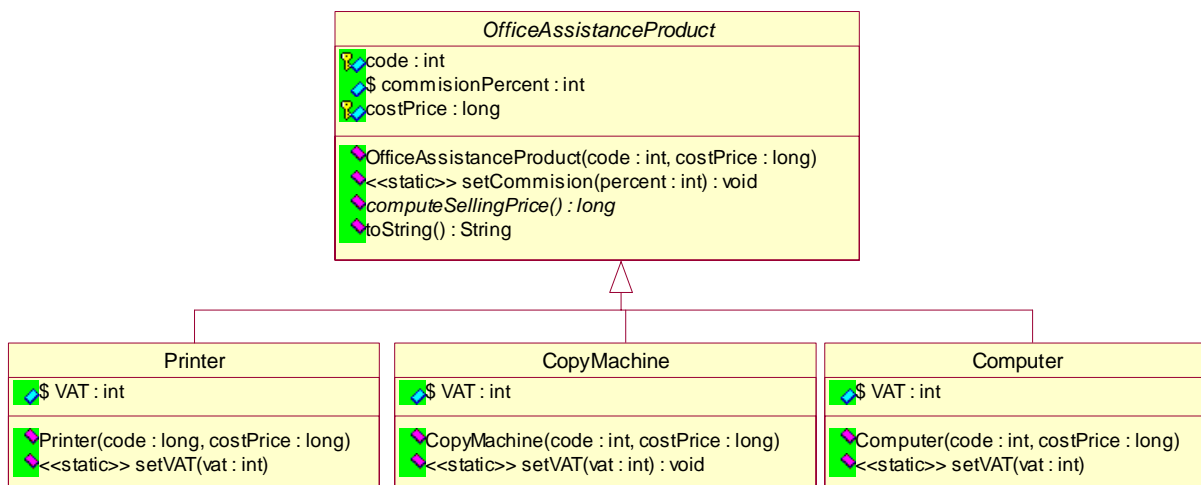 OfficeAssistanceProduct
code : int
$ commisionPercent : int
costPrice : long
OfficeAssistanceProduct(code : int, costPrice : long)
<<static>> setCommision(percent : int) : void
computeSellingPrice() : long
toString() : String
Printer
$ VAT : int
Printer(code : long, costPrice : long)
<<static>> setVAT(vat : int)
CopyMachine
$ VAT : int
CopyMachine(code : int, costPrice : long)
<<static>> setVAT(vat : int) : void
Computer
$ VAT : int
Computer(code : int, costPrice : long)
<<static>> setVAT(vat : int)